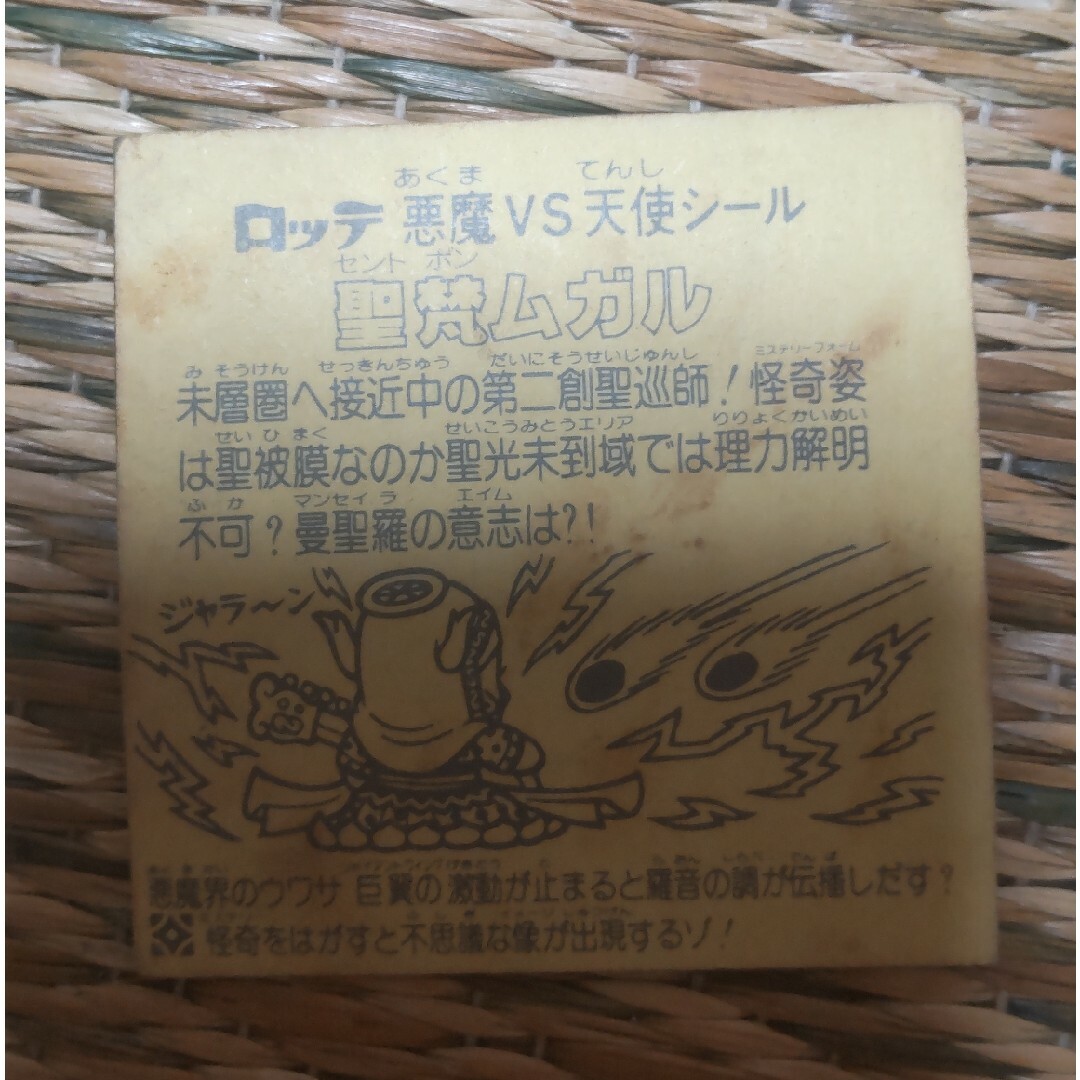 あくま てんし
ロッテ 悪魔VS天使シール
セント ボン
聖梵ムガル
みそうけん せっきんちゅう だいにそうせいじゅんし ミステリーフォーム
未層圏へ接近中の第二創聖巡師!怪奇姿
せいひまく せいこうみとうエリア りりょくかいめい
は聖被膜なのか聖光未到域では理力解明
ふか マンセイラ エイム
不可?曼聖羅の意志は?!
ジャラ〜ン
悪魔界のウワサ 巨翼の激動が止まると羅音の調が伝播しだす?
怪奇をはがすと不思議な像が出現するゾ!